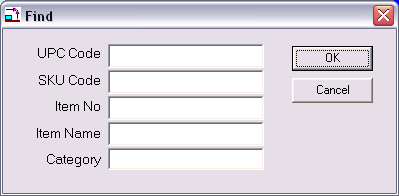 Find
UPC Code
OK
SKU Code
Cancel
Item No
Item Name
Category